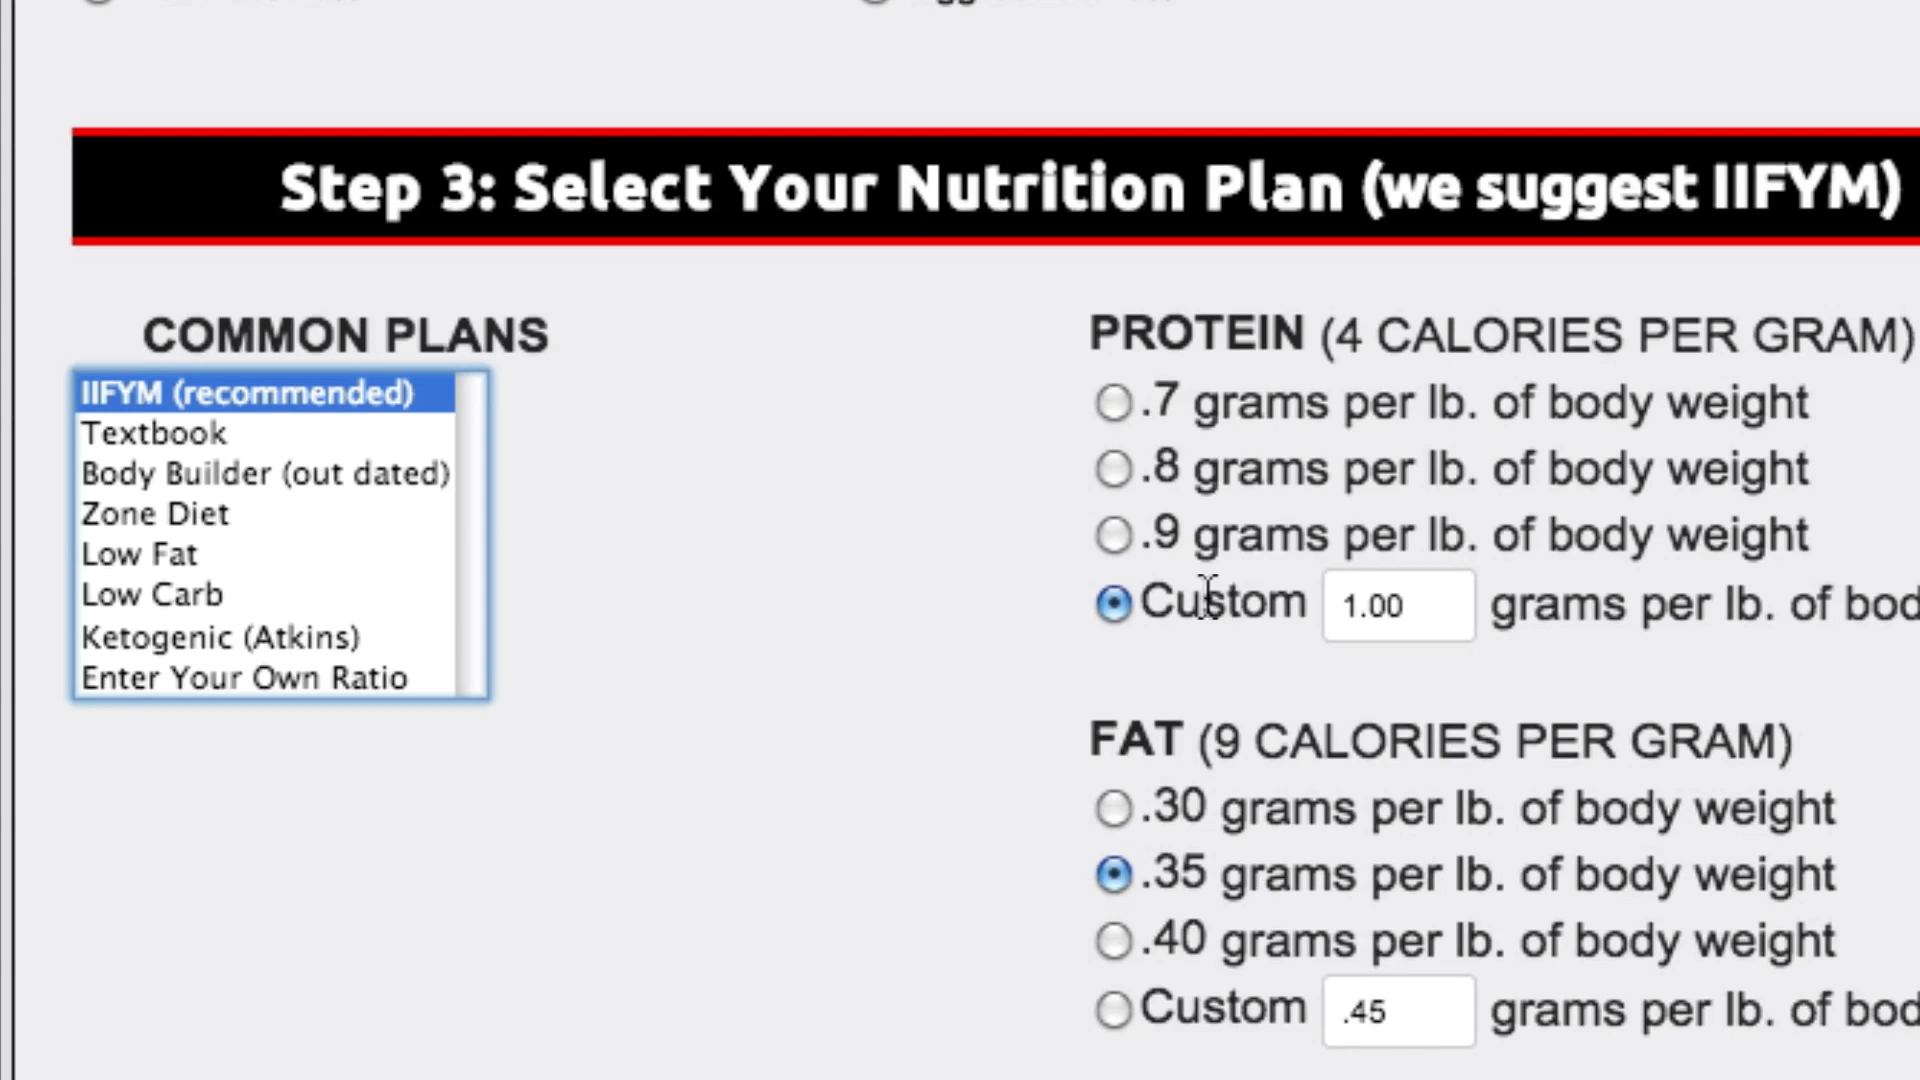 Step 3: Select Your Nutrition Plan (we suggest IIFYM)
COMMON PLANS
IIFYM (recommended)
Textbook
Body Builder (out dated)
Zone Diet
Low Fat
Low Carb
Ketogenic (Atkins)
Enter Your Own Ratio
PROTEIN (4 CALORIES PER GRAM)
.7 grams per lb. of body weight
.8 grams per lb. of body weight
.9 grams per lb. of body weight
Custom 1.00 grams per lb. of bod
FAT (9 CALORIES PER GRAM)
.30 grams per lb. of body weight
.35 grams per lb. of body weight
.40 grams per lb. of body weight
Custom .45 grams per lb. of bod